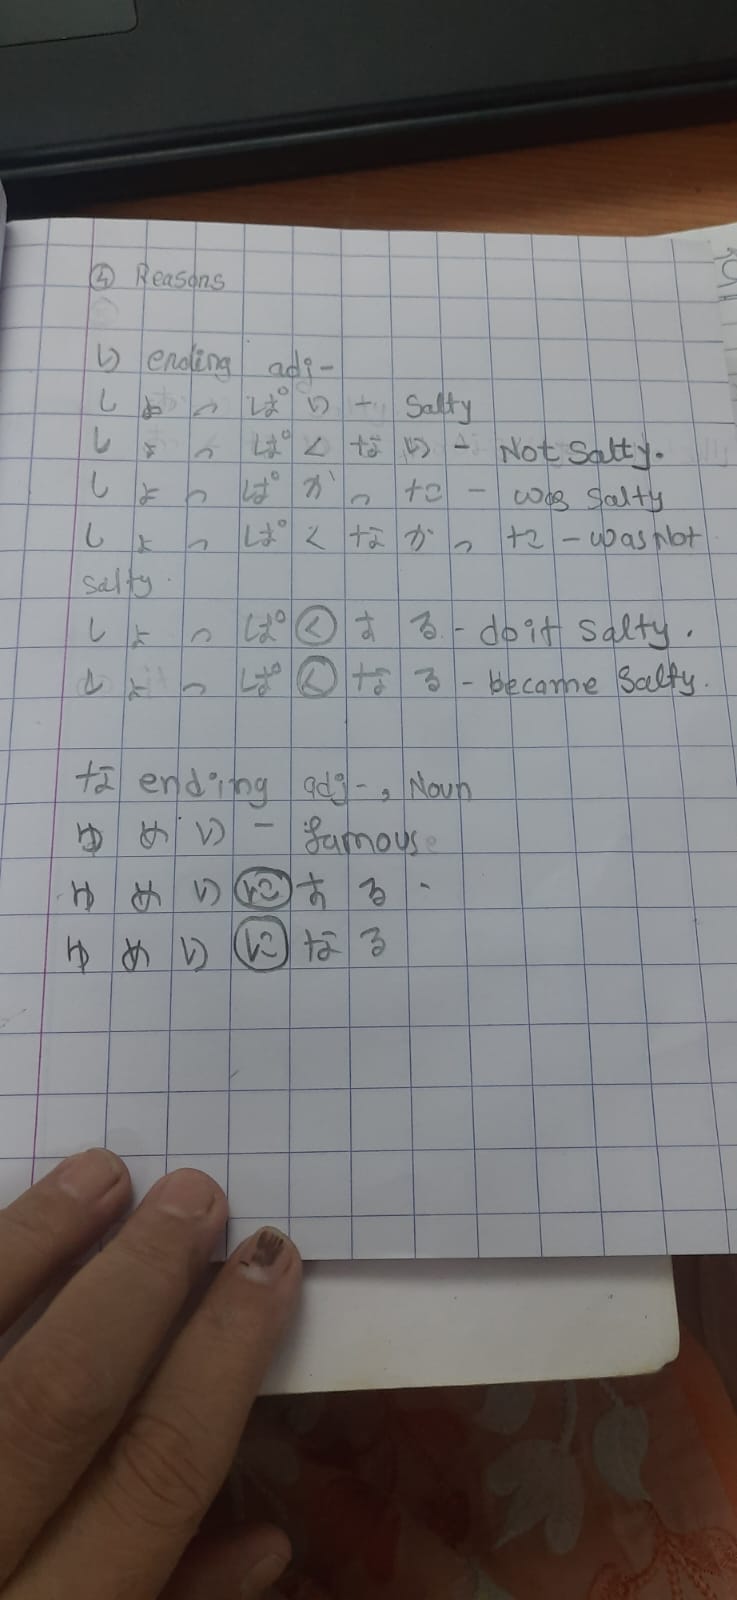 ④ Reasons
い ending adj-
しょっぱい - Salty
しょっぱくない - Not Salty.
しょっぱかった - was Salty
しょっぱくなかった - was Not
salty.
しょっぱくする - do it salty.
しょっぱくなる - became Salty.
な ending adj-, Noun
ゆめい - famous
ゆめいにする -
ゆめいになる